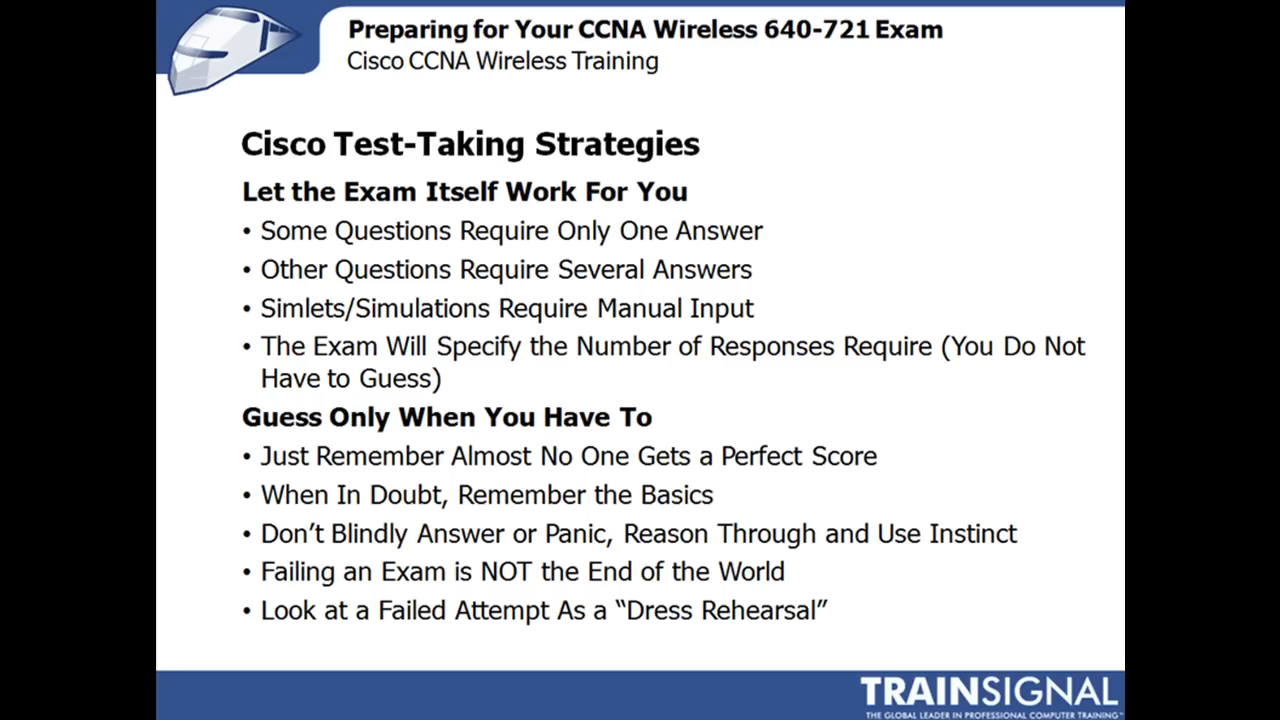 Preparing for Your CCNA Wireless 640-721 Exam
Cisco CCNA Wireless Training
Cisco Test-Taking Strategies
Let the Exam Itself Work For You
• Some Questions Require Only One Answer
• Other Questions Require Several Answers
• Simlets/Simulations Require Manual Input
• The Exam Will Specify the Number of Responses Require (You Do Not
Have to Guess)
Guess Only When You Have To
• Just Remember Almost No One Gets a Perfect Score
• When In Doubt, Remember the Basics
• Don’t Blindly Answer or Panic, Reason Through and Use Instinct
• Failing an Exam is NOT the End of the World
• Look at a Failed Attempt As a “Dress Rehearsal”
TRAINSIGNAL
THE GLOBAL LEADER IN PROFESSIONAL COMPUTER TRAINING™